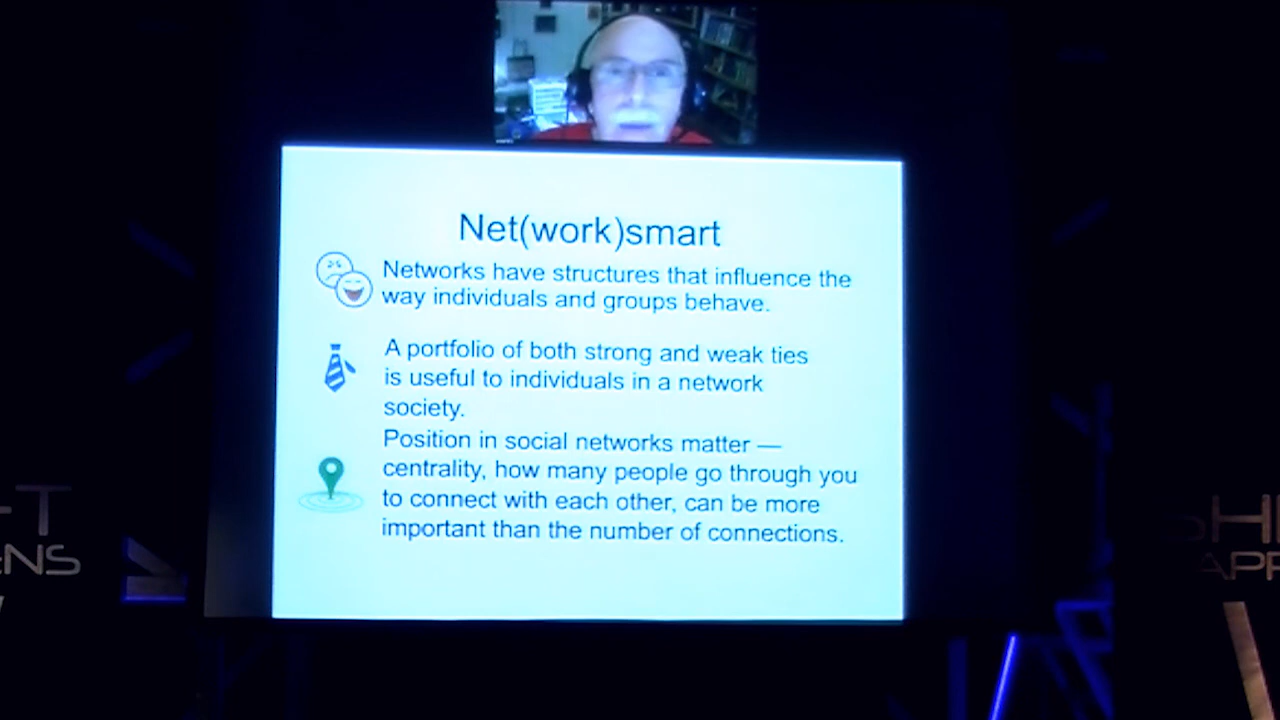 Net(work)smart
Networks have structures that influence the
way individuals and groups behave.
A portfolio of both strong and weak ties
is useful to individuals in a network
society.
Position in social networks matter —
centrality, how many people go through you
to connect with each other, can be more
important than the number of connections.